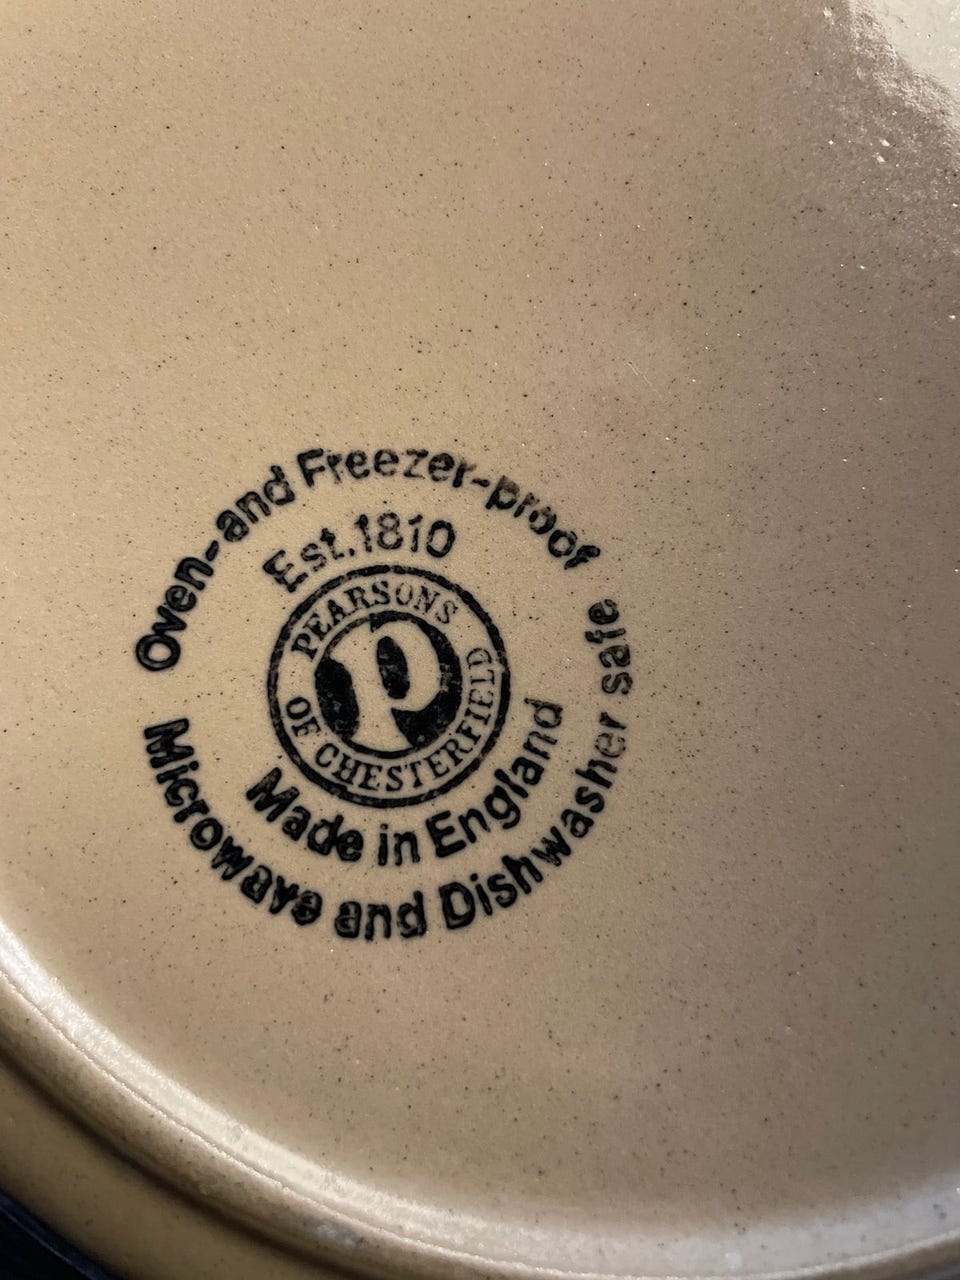 Oven-and Freezer-proof
Est.1810
PEARSONS
P
OF CHESTERFIELD
Made in England
Microwave and Dishwasher safe